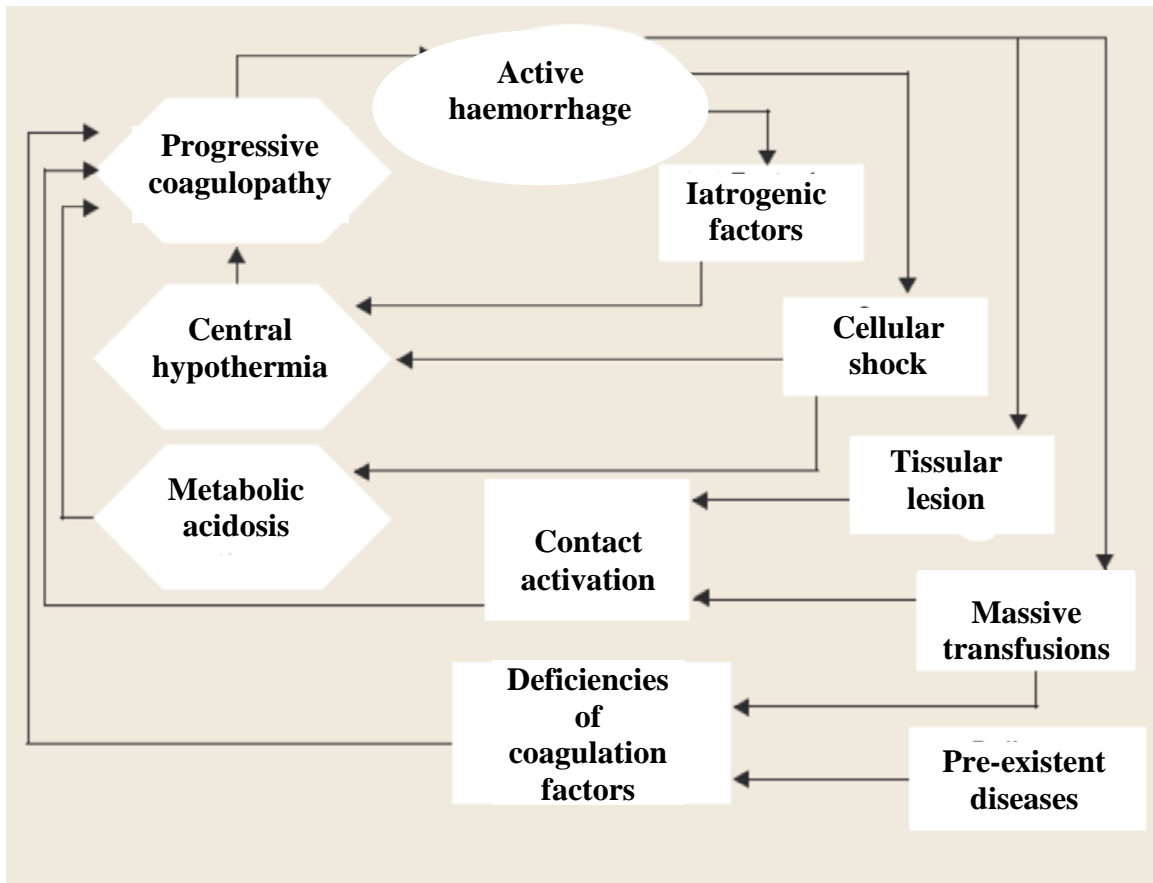 Active
haemorrhage
Progressive
coagulopathy
Iatrogenic
factors
Central
hypothermia
Cellular
shock
Metabolic
acidosis
Tissular
lesion
Contact
activation
Massive
transfusions
Deficiencies
of
coagulation
factors
Pre-existent
diseases